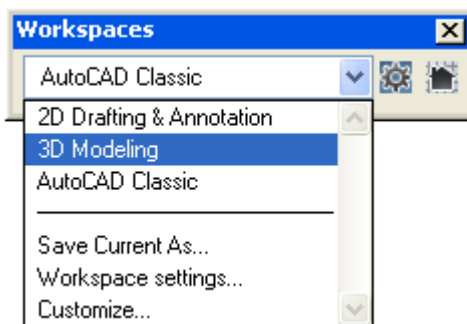 Workspaces
AutoCAD Classic
2D Drafting & Annotation
3D Modeling
AutoCAD Classic
Save Current As...
Workspace settings...
Customize...